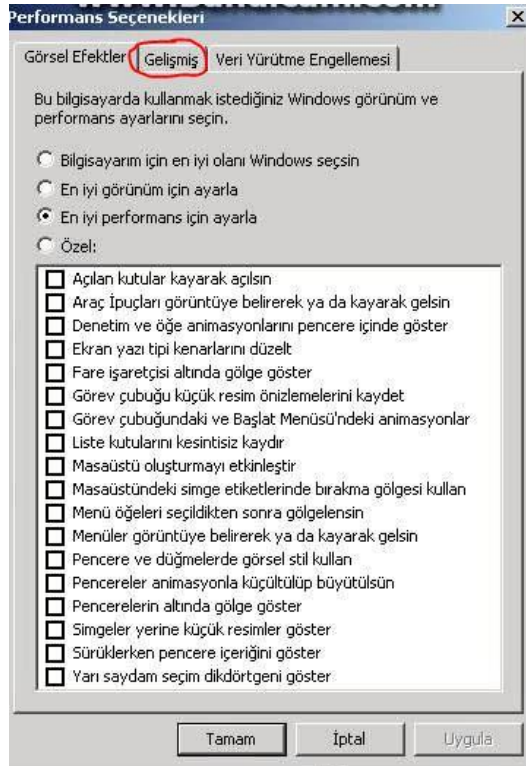 Performans Seçenekleri
Görsel Efektler Gelişmiş Veri Yürütme Engellemesi
Bu bilgisayarda kullanmak istediğiniz Windows görünüm ve
performans ayarlarını seçin.
Bilgisayarım için en iyi olanı Windows seçsin
En iyi görünüm için ayarla
En iyi performans için ayarla
Özel:
Açılan kutular kayarak açılsın
Araç İpuçları görüntüye belirerek ya da kayarak gelsin
Denetim ve öğe animasyonlarını pencere içinde göster
Ekran yazı tipi kenarlarını düzelt
Fare işaretçisi altında gölge göster
Görev çubuğu küçük resim önizlemelerini kaydet
Görev çubuğundaki ve Başlat Menüsü'ndeki animasyonlar
Liste kutularını kesintisiz kaydır
Masaüstü oluşturmayı etkinleştir
Masaüstündeki simge etiketlerinde bırakma gölgesi kullan
Menü öğeleri seçildikten sonra gölgelensin
Menüler görüntüye belirerek ya da kayarak gelsin
Pencere ve düğmelerde görsel stil kullan
Pencereler animasyonla küçültülüp büyütülsün
Pencerelerin altında gölge göster
Simgeler yerine küçük resimler göster
Sürüklerken pencere içeriğini göster
Yarı saydam seçim dikdörtgeni göster
Tamam İptal Uygula